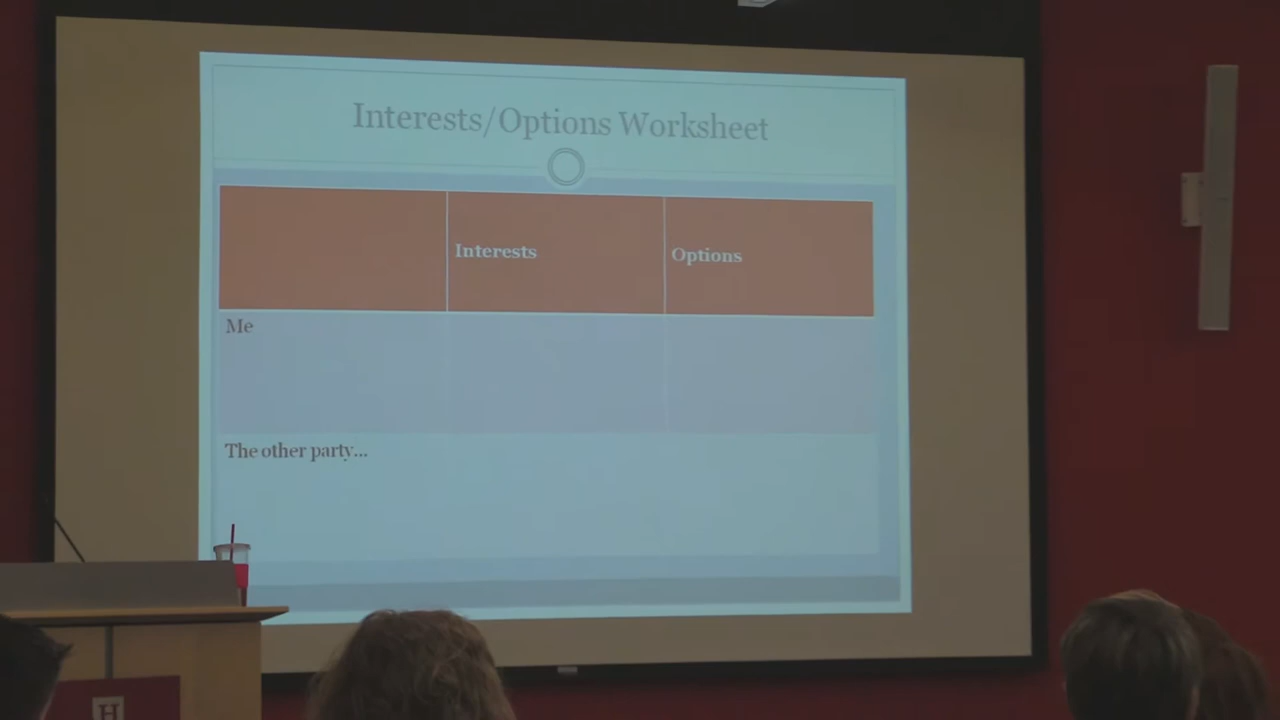 Interests/Options Worksheet
Interests
Options
Me
The other party...
H